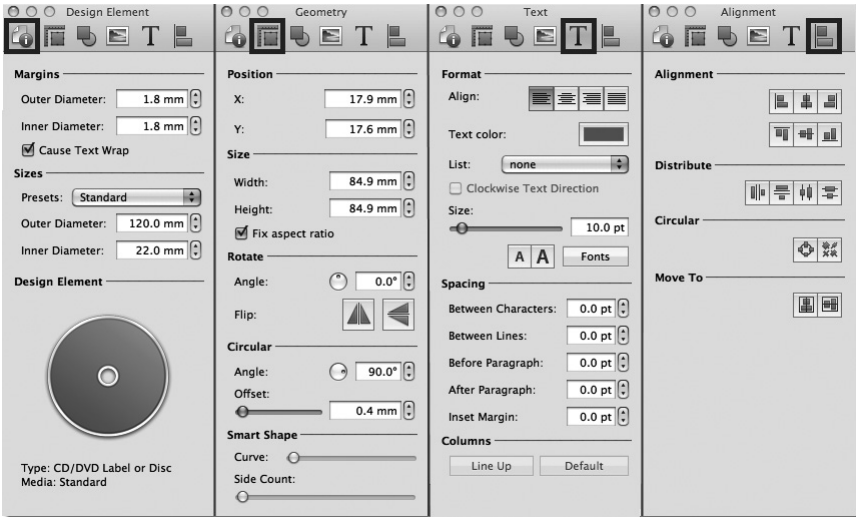 Design Element
Margins
Outer Diameter: 1.8 mm
Inner Diameter: 1.8 mm
Cause Text Wrap
Sizes
Presets: Standard
Outer Diameter: 120.0 mm
Inner Diameter: 22.0 mm
Design Element
Type: CD/DVD Label or Disc
Media: Standard
Geometry
Position
X: 17.9 mm
Y: 17.6 mm
Size
Width: 84.9 mm
Height: 84.9 mm
Fix aspect ratio
Rotate
Angle: 0.0°
Flip:
Circular
Angle: 90.0°
Offset:
0.4 mm
Smart Shape
Curve:
Side Count:
Text
Format
Align:
Text color:
List: none
Clockwise Text Direction
Size:
10.0 pt
A A Fonts
Spacing
Between Characters: 0.0 pt
Between Lines: 0.0 pt
Before Paragraph: 0.0 pt
After Paragraph: 0.0 pt
Inset Margin: 0.0 pt
Columns
Line Up Default
Alignment
Alignment
Distribute
Circular
Move To